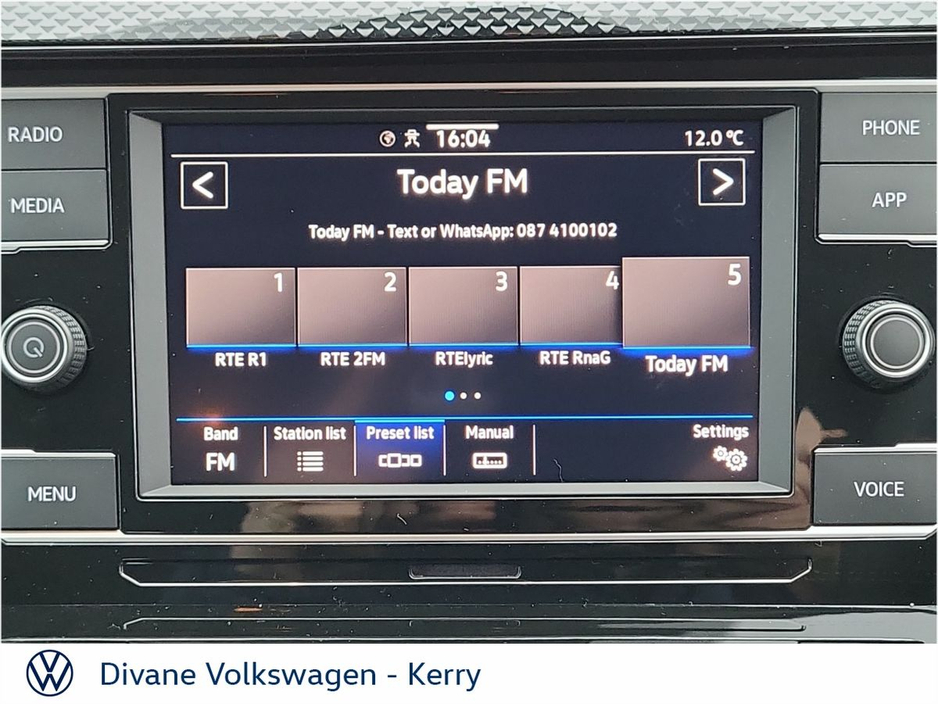 RADIO
MEDIA
MENU
16:04
12.0 °C
Today FM
Today FM - Text or WhatsApp: 087 4100102
1
2
3
4
5
RTE R1
RTE 2FM
RTElyric
RTE RnaG
Today FM
Band
FM
Station list
Preset list
Manual
Settings
PHONE
APP
VOICE
Divane Volkswagen - Kerry